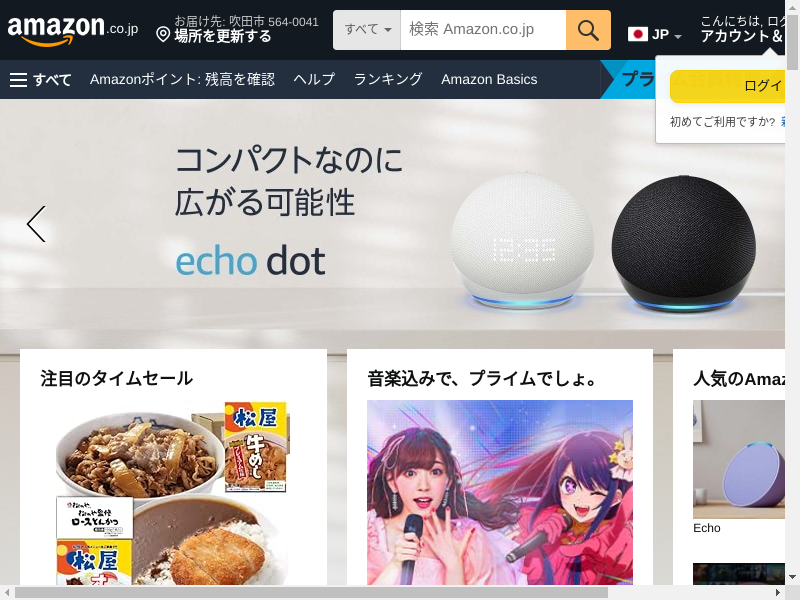 amazon.co.jp
お届け先: 吹田市 564-0041
場所を更新する
すべて
検索 Amazon.co.jp
JP
こんにちは, ログ
アカウント＆
すべて
Amazonポイント: 残高を確認
ヘルプ
ランキング
Amazon Basics
プラ
ログイ
初めてご利用ですか?
コンパクトなのに
広がる可能性
echo dot
12:35
注目のタイムセール
音楽込みで、プライムでしょ。
人気のAmaz
松屋
牛めし
ロースとんかつ
松屋
Echo